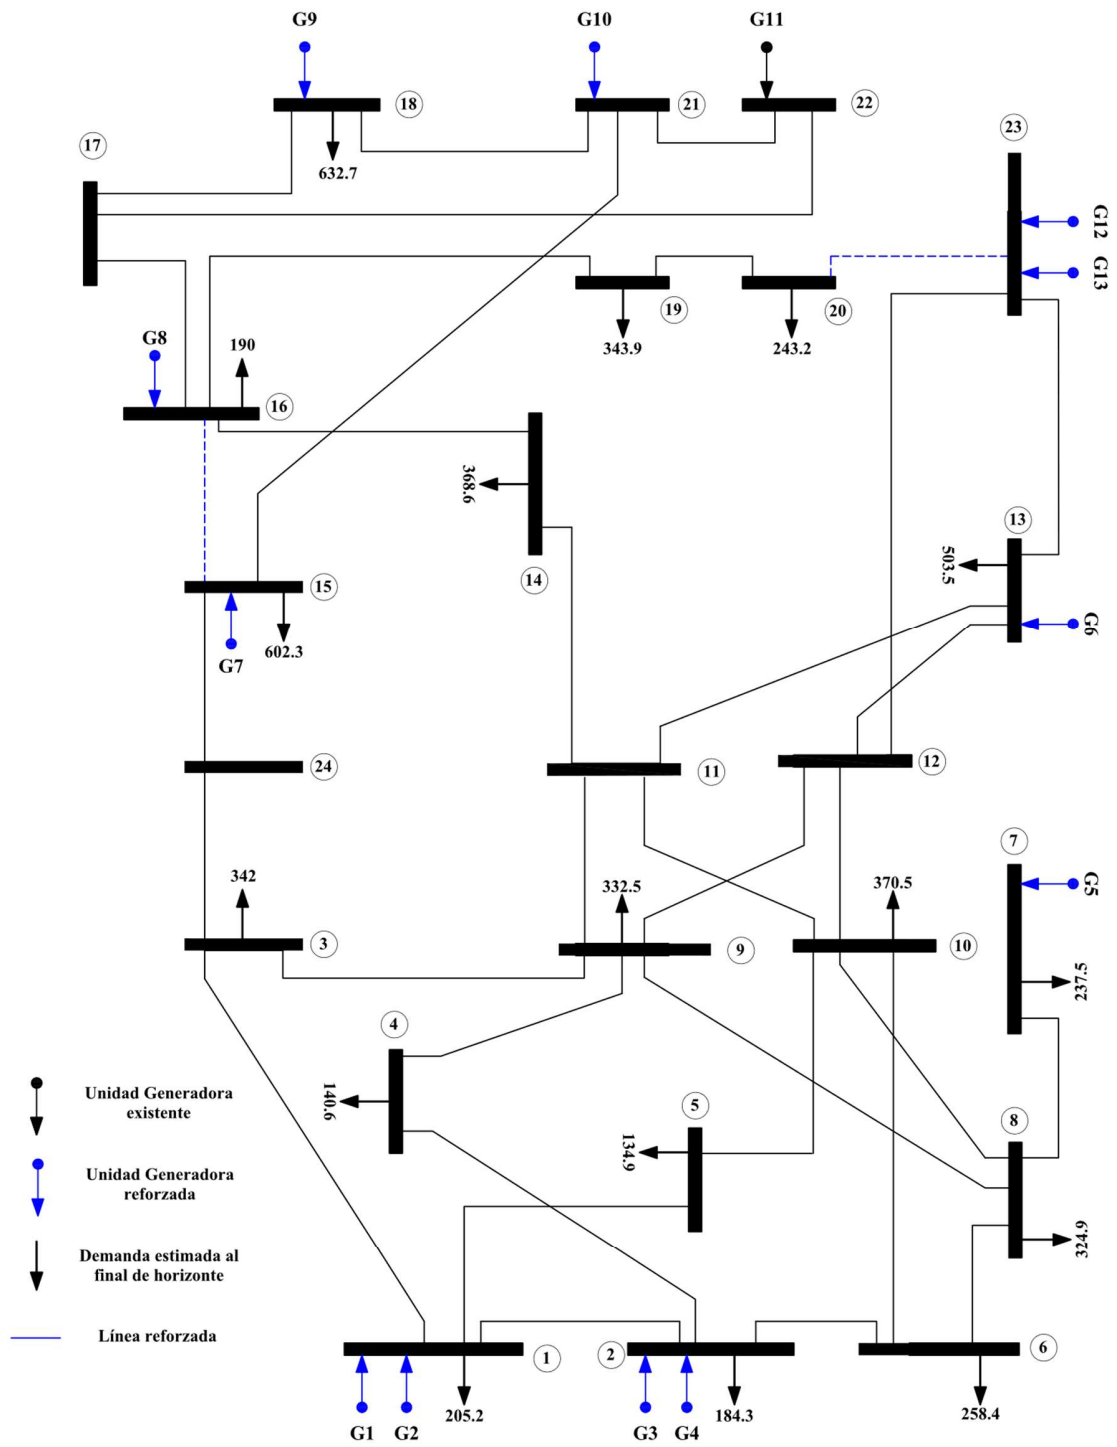 G9
G10
G11
18
21
22
23
17
632.7
G12
G13
19
20
343.9
243.2
G8
190
16
368.6
14
13
503.5
G6
15
602.3
G7
24
11
12
7
G5
342
332.5
370.5
3
9
10
237.5
4
140.6
5
134.9
8
324.9
Unidad Generadora
existente
Unidad Generadora
reforzada
Demanda estimada al
final de horizonte
Línea reforzada
1
2
6
205.2
184.3
258.4
G1
G2
G3
G4